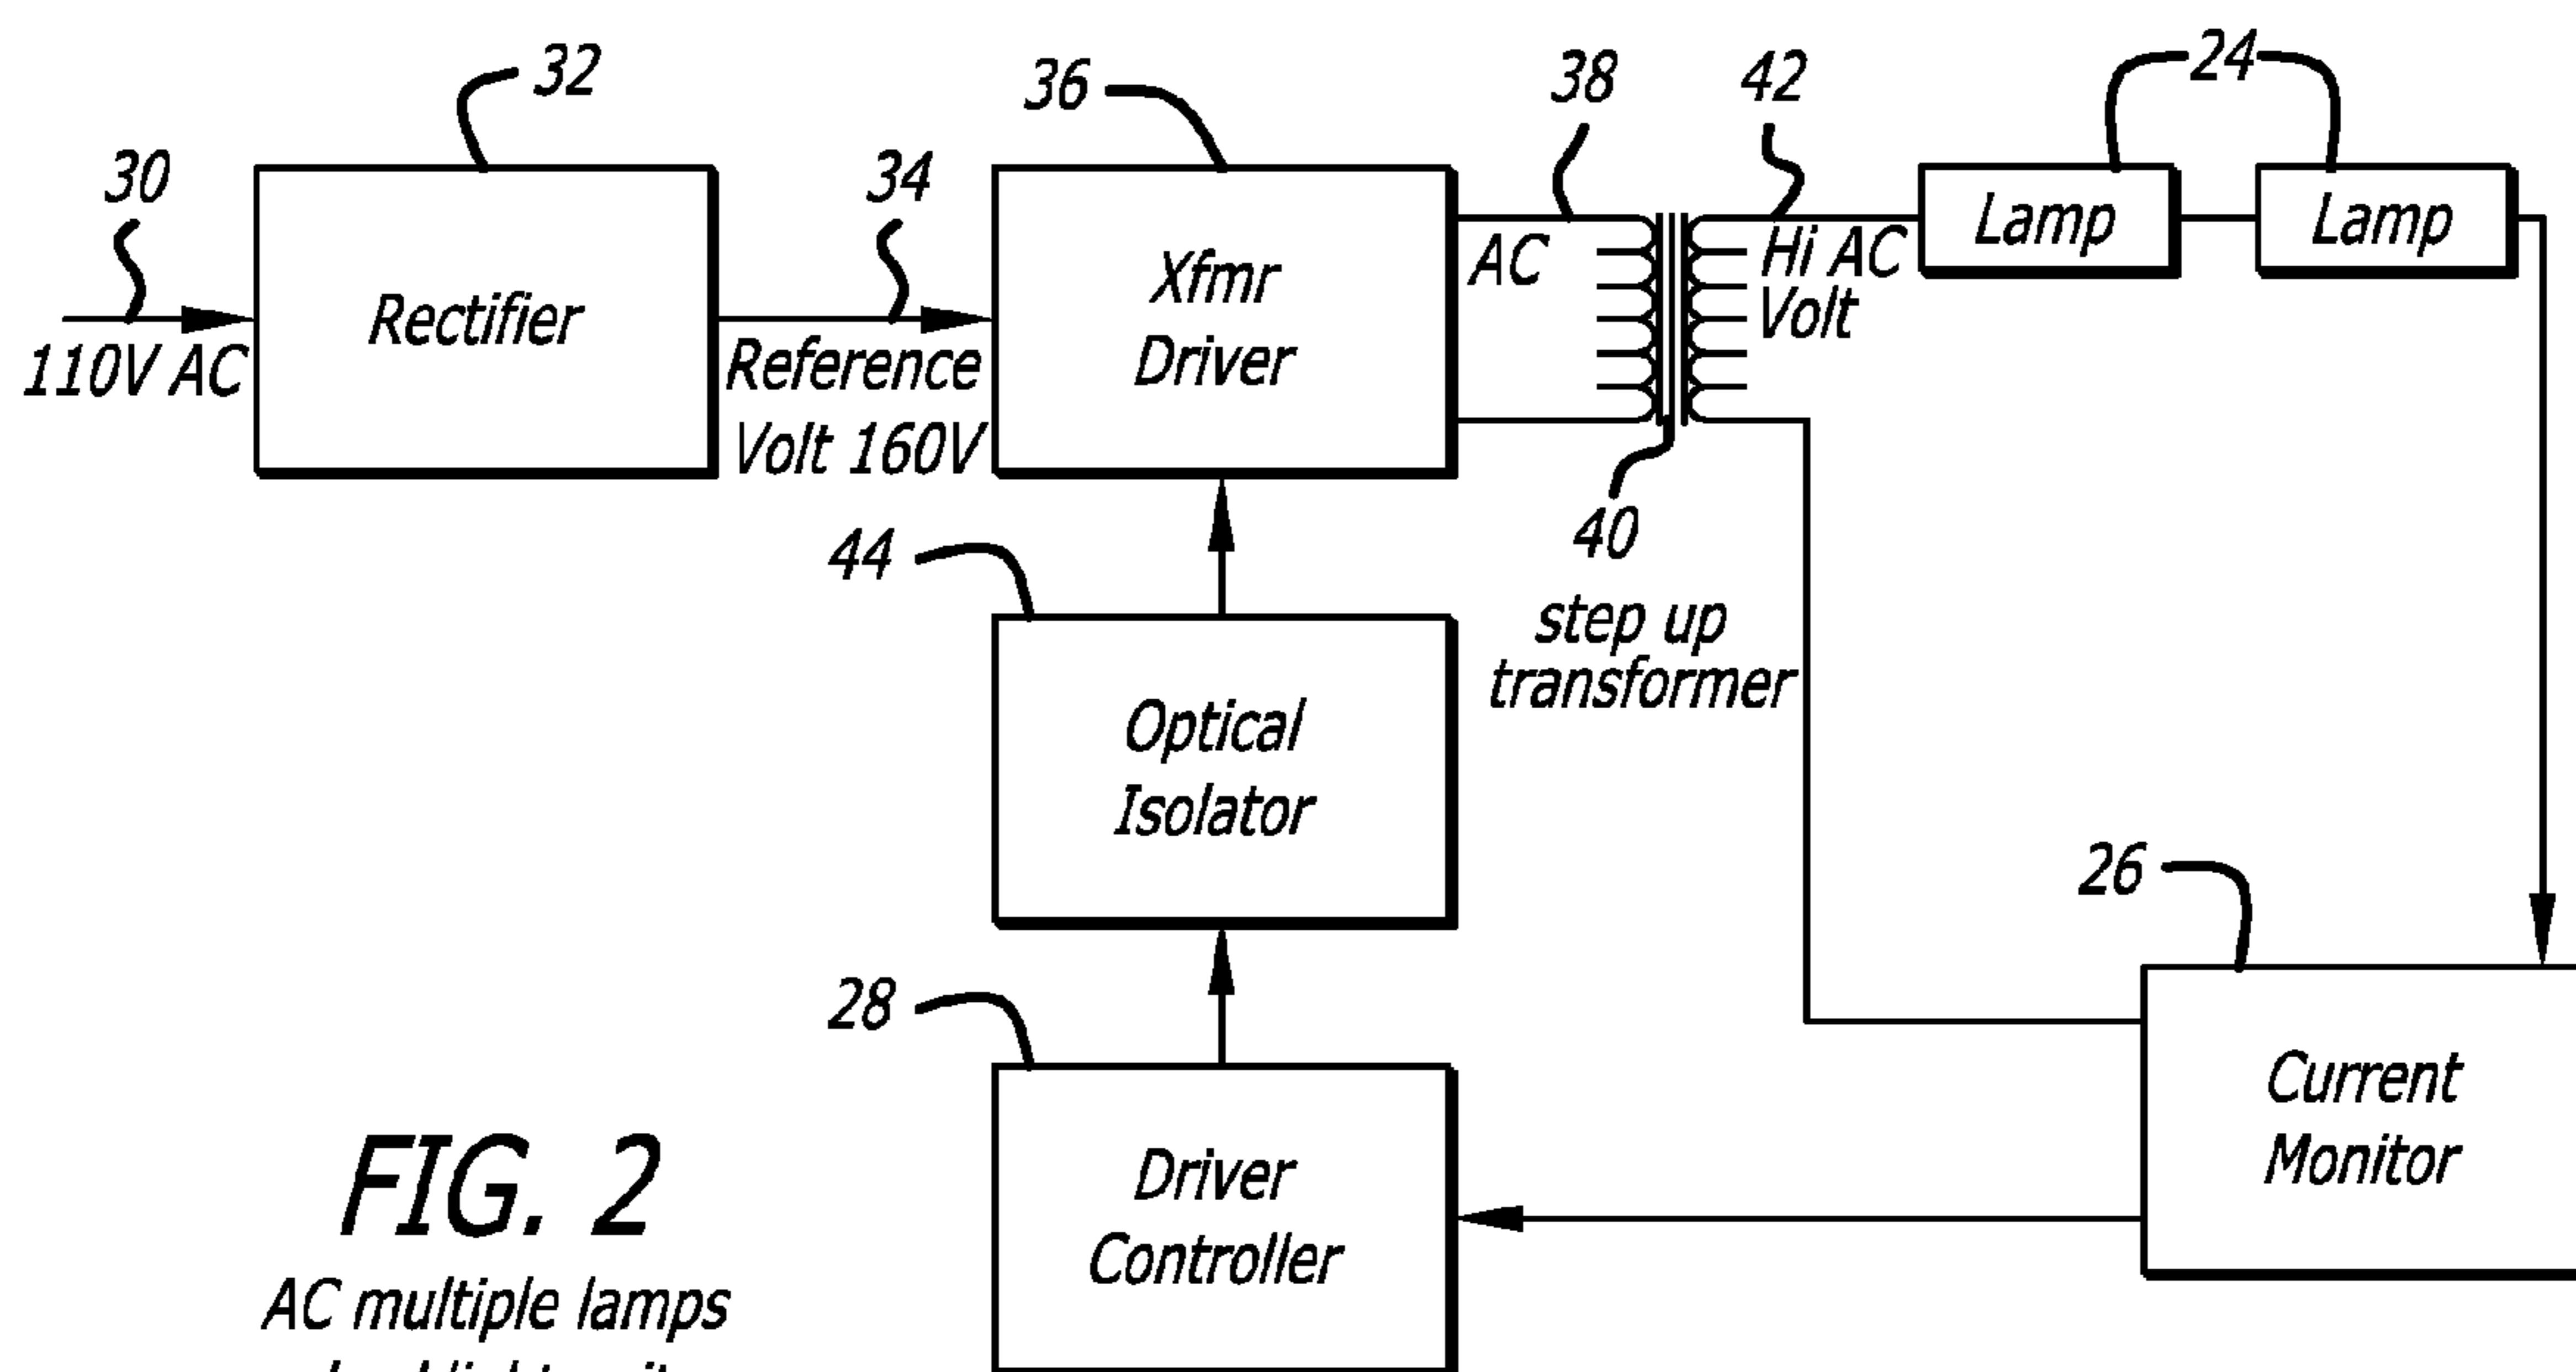 32
36
38
42
24
30
34
Lamp
Lamp
AC
Hi AC
Volt
Rectifier
Xfmr
Driver
110V AC
Reference
Volt 160V
40
step up
transformer
44
Optical
Isolator
26
28
Current
Monitor
Driver
Controller
FIG. 2
AC multiple lamps